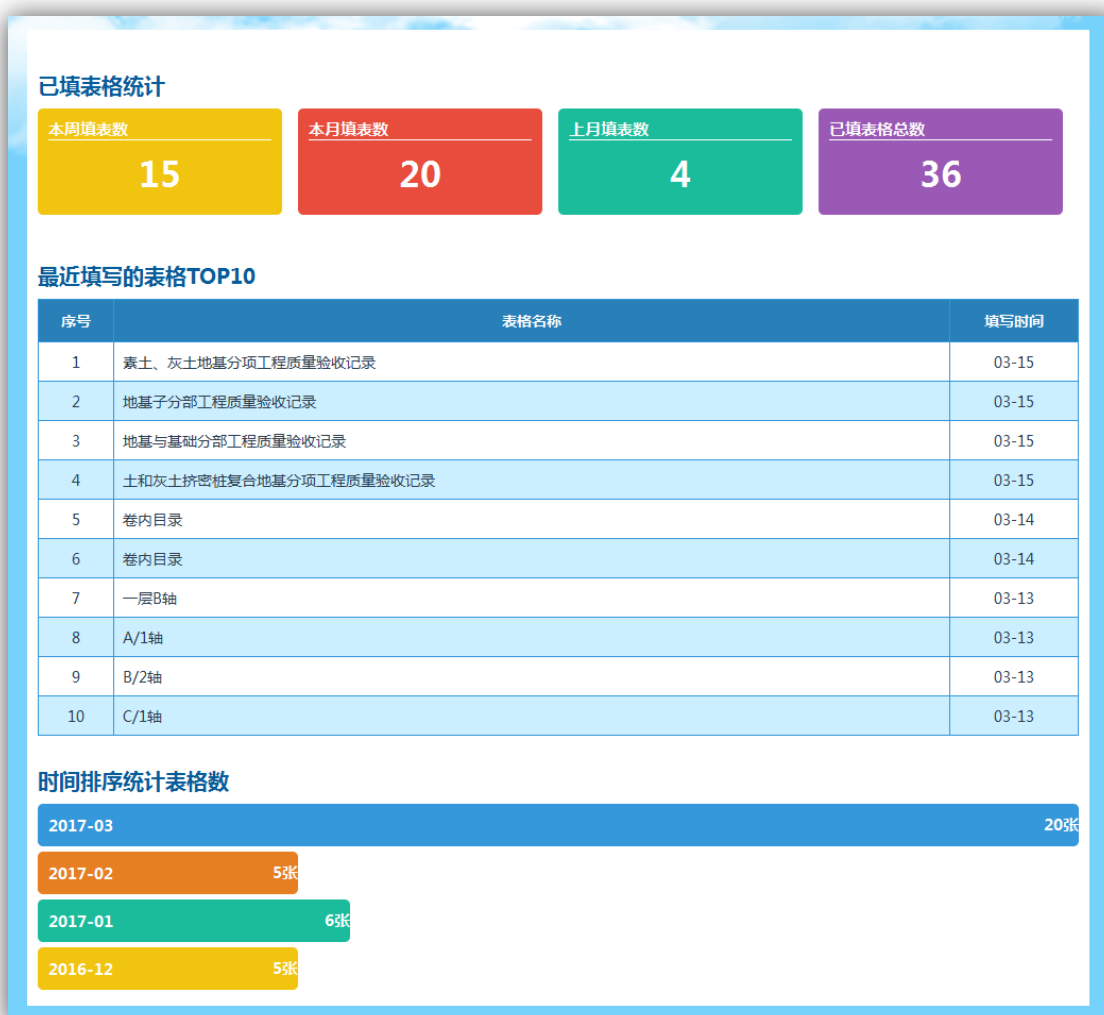 已填表格统计
本周填表数
15
本月填表数
20
上月填表数
4
已填表格总数
36
最近填写的表格TOP10
序号 表格名称 填写时间
1 素土、灰土地基分项工程质量验收记录 03-15
2 地基子分部工程质量验收记录 03-15
3 地基与基础分部工程质量验收记录 03-15
4 土和灰土挤密桩复合地基分项工程质量验收记录 03-15
5 卷内目录 03-14
6 卷内目录 03-14
7 一层B轴 03-13
8 A/1轴 03-13
9 B/2轴 03-13
10 C/1轴 03-13
时间排序统计表格数
2017-03 20张
2017-02 5张
2017-01 6张
2016-12 5张